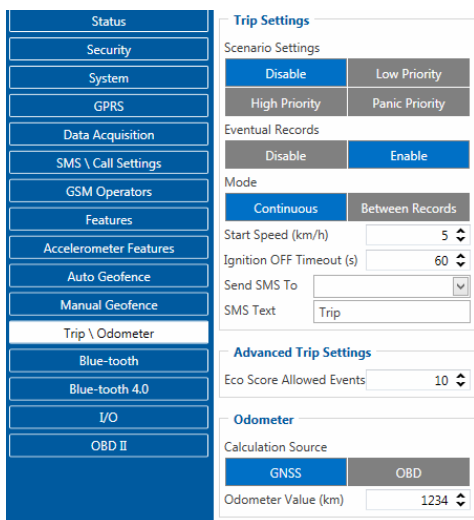 Status
Security
System
GPRS
Data Acquisition
SMS \ Call Settings
GSM Operators
Features
Accelerometer Features
Auto Geofence
Manual Geofence
Trip \ Odometer
Blue-tooth
Blue-tooth 4.0
I/O
OBD II
Trip Settings
Scenario Settings
Disable Low Priority
High Priority Panic Priority
Eventual Records
Disable Enable
Mode
Continuous Between Records
Start Speed (km/h) 5
Ignition OFF Timeout (s) 60
Send SMS To
SMS Text Trip
Advanced Trip Settings
Eco Score Allowed Events 10
Odometer
Calculation Source
GNSS OBD
Odometer Value (km) 1234